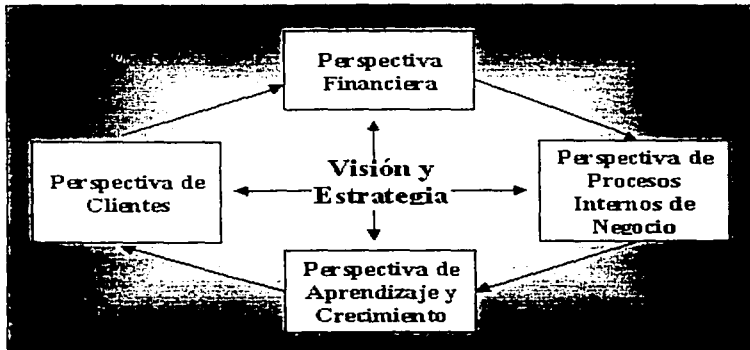 Perspectiva
Financiera
Perspectiva de
Clientes
Visión y
Estrategia
Perspectiva de
Procesos
Internos de
Negocio
Perspectiva de
Aprendizaje y
Crecimiento